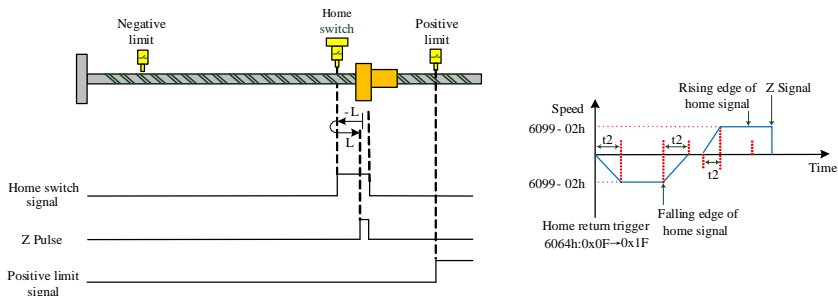 Negative
limit
Home
switch
Positive
limit
-L
L
Home switch
signal
Z Pulse
Positive limit
signal
Speed
Rising edge of
home signal
Z Signal
6099 - 02h
t2
t2
t2
Time
6099 - 02h
Falling edge of
home signal
Home return trigger
6064h:0x0F→0x1F